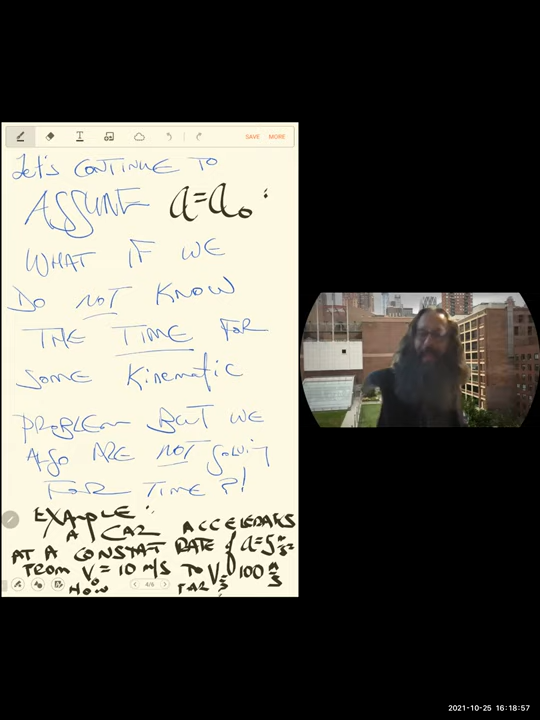 SAVE MORE
Let's CONTINUE TO
ASSUME a=a₀:
WHAT IF WE
DO NOT KNOW
THE TIME FOR
SOME Kinematic
PROBLEM BUT WE
ALSO ARE NOT Solving
FOR TIME ?!
EXAMPLE:
A CAR ACCELERATES
AT A CONSTAT RATE of a=5 m/s²
FROM V₀ = 10 m/s TO V = 100 m/s
HOW FAR?
4/6
2021-10-25 16:18:57